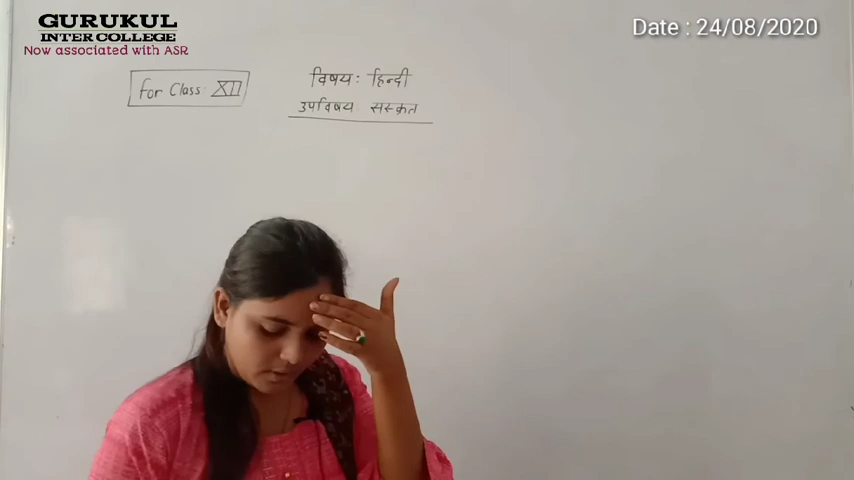 GURUKUL
INTER COLLEGE
Now associated with ASR
Date : 24/08/2020
for Class: XII
विषय: हिन्दी
उपविषय: संस्कृत